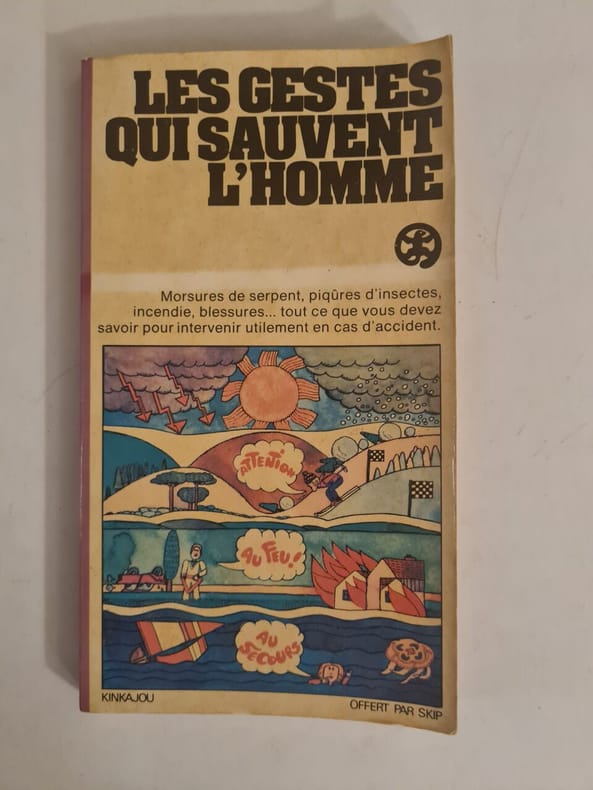 LES GESTES
QUI SAUVENT
L'HOMME
Morsures de serpent, piqûres d'insectes,
incendie, blessures... tout ce que vous devez
savoir pour intervenir utilement en cas d'accident.
ATTENTION
AU FEU!
AU
SECOURS
KINKAJOU
OFFERT PAR SKIP